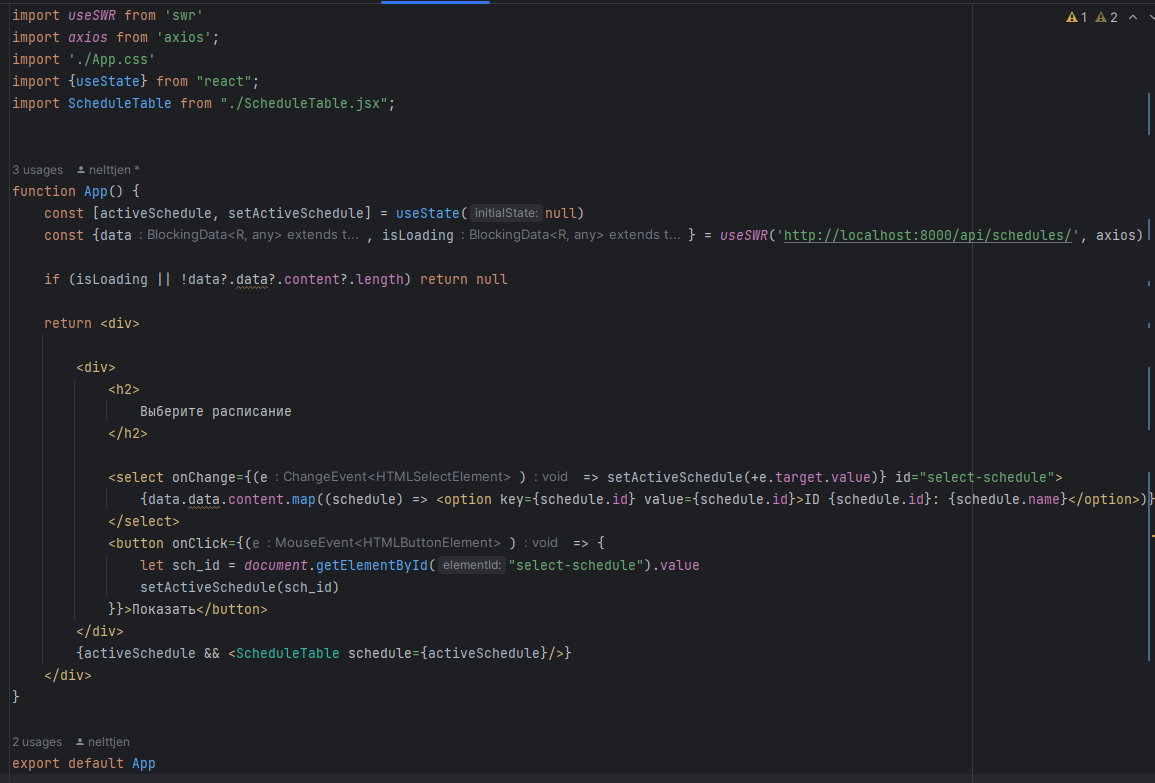 import useSWR from 'swr'
⚠1 ⚠2
import axios from 'axios';
import './App.css'
import {useState} from "react";
import ScheduleTable from "./ScheduleTable.jsx";
3 usages nelttjen *
function App() {
const [activeSchedule, setActiveSchedule] = useState( initialState: null)
const {data : BlockingData<R, any> extends t... , isLoading : BlockingData<R, any> extends t... } = useSWR('http://localhost:8000/api/schedules/', axios)
if (isLoading || !data?.data?.content?.length) return null
return <div>
<div>
<h2>
Выберите расписание
</h2>
<select onChange={(e : ChangeEvent<HTMLSelectElement> ) : void => setActiveSchedule(+e.target.value)} id="select-schedule">
{data.data.content.map((schedule) => <option key={schedule.id} value={schedule.id}>ID {schedule.id}: {schedule.name}</option>)}
</select>
<button onClick={(e : MouseEvent<HTMLButtonElement> ) : void => {
let sch_id = document.getElementById( elementId: "select-schedule").value
setActiveSchedule(sch_id)
}}>Показать</button>
</div>
{activeSchedule && <ScheduleTable schedule={activeSchedule}/>}
</div>
}
2 usages nelttjen
export default App